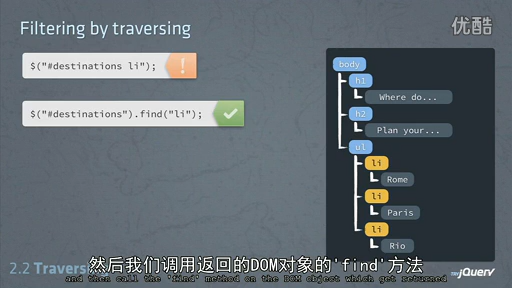 Filtering by traversing
优酷
$("#destinations li");
!
$("#destinations").find("li");
body
h1
Where do...
h2
Plan your...
ul
li
Rome
li
Paris
li
Rio
然后我们调用返回的DOM对象的'find'方法
and then call the 'find' method on the DOM object which get returned
2.2 Traversi
jQuery